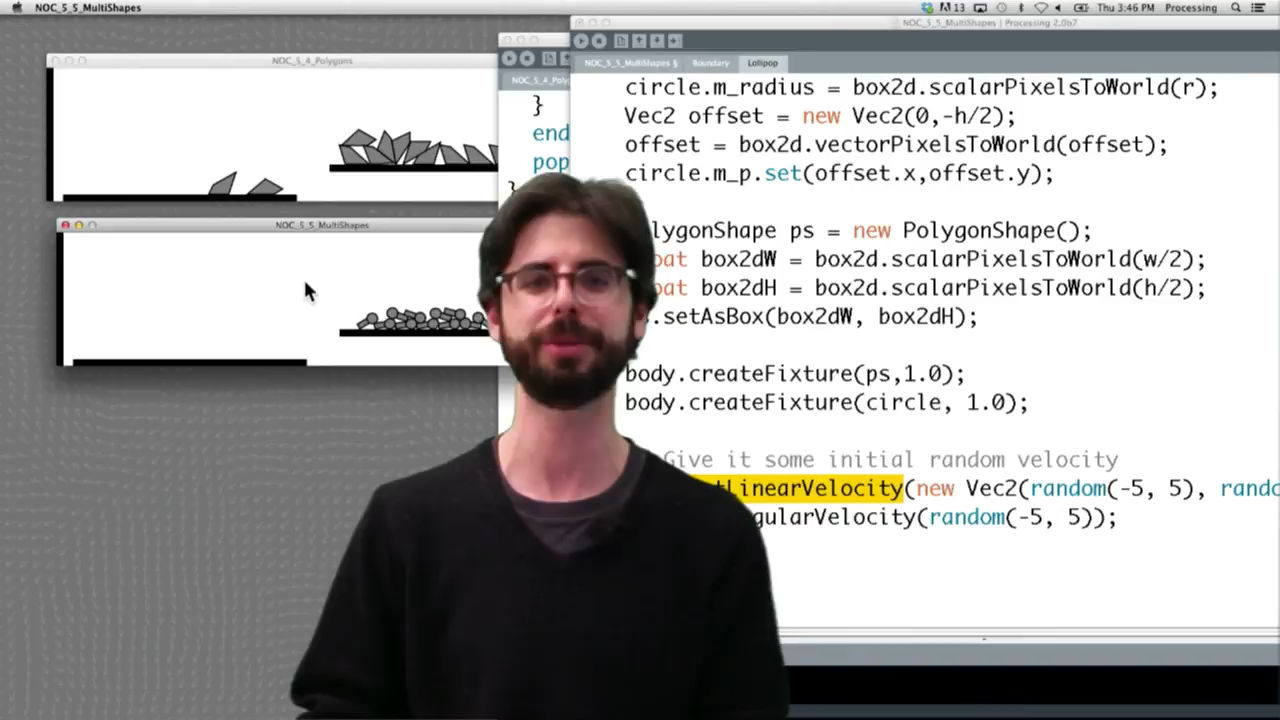 NOC_5_5_MultiShapes
13
Thu 3:46 PM Processing
NOC_5_5_MultiShapes | Processing 2.0b7
NOC_5_4_Polygons
NOC_5_5_MultiShapes § Boundary Lollipop
NOC_5_4_Poly
}
end
pop
}
NOC_5_5_MultiShapes
circle.m_radius = box2d.scalarPixelsToWorld(r);
Vec2 offset = new Vec2(0,-h/2);
offset = box2d.vectorPixelsToWorld(offset);
circle.m_p.set(offset.x,offset.y);
lygonShape ps = new PolygonShape();
oat box2dW = box2d.scalarPixelsToWorld(w/2);
box2dH = box2d.scalarPixelsToWorld(h/2);
.setAsBox(box2dW, box2dH);
body.createFixture(ps,1.0);
body.createFixture(circle, 1.0);
Give it some initial random velocity
tLinearVelocity(new Vec2(random(-5, 5), rando
gularVelocity(random(-5, 5));